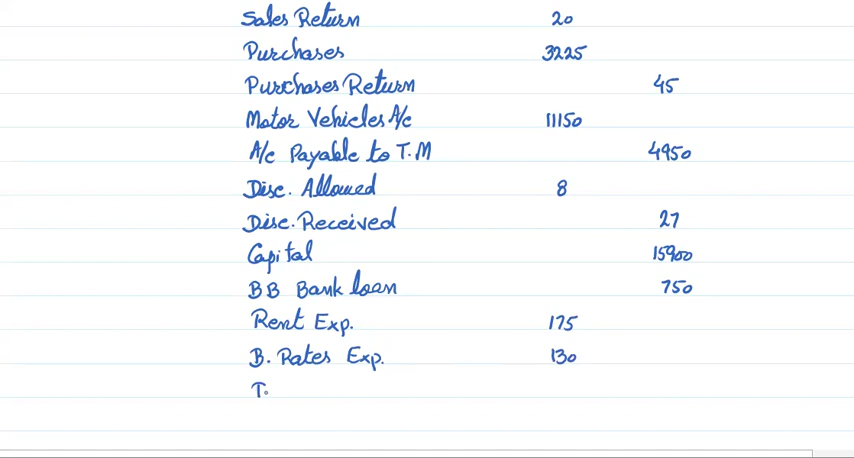 Sales Return 20
Purchases 3225
Purchases Return 45
Motor Vehicles A/c 11150
A/c Payable to T.M 4950
Disc. Allowed 8
Disc. Received 27
Capital 15900
BB Bank loan 750
Rent Exp. 175
B. Rates Exp. 130
T.